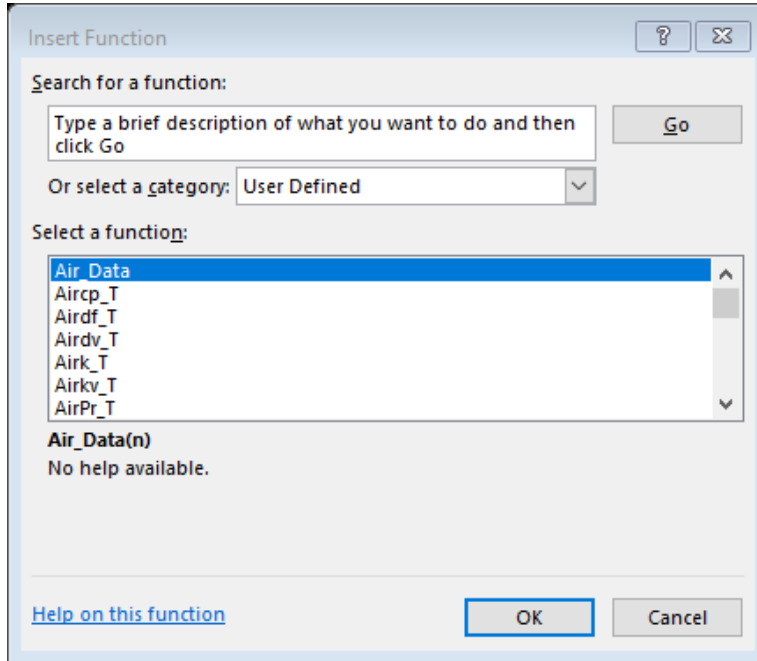 Insert Function
Search for a function:
Type a brief description of what you want to do and then
click Go
Go
Or select a category: User Defined
Select a function:
Air_Data
Aircp_T
Airdf_T
Airdv_T
Airk_T
Airkv_T
AirPr_T
Air_Data(n)
No help available.
Help on this function
OK
Cancel